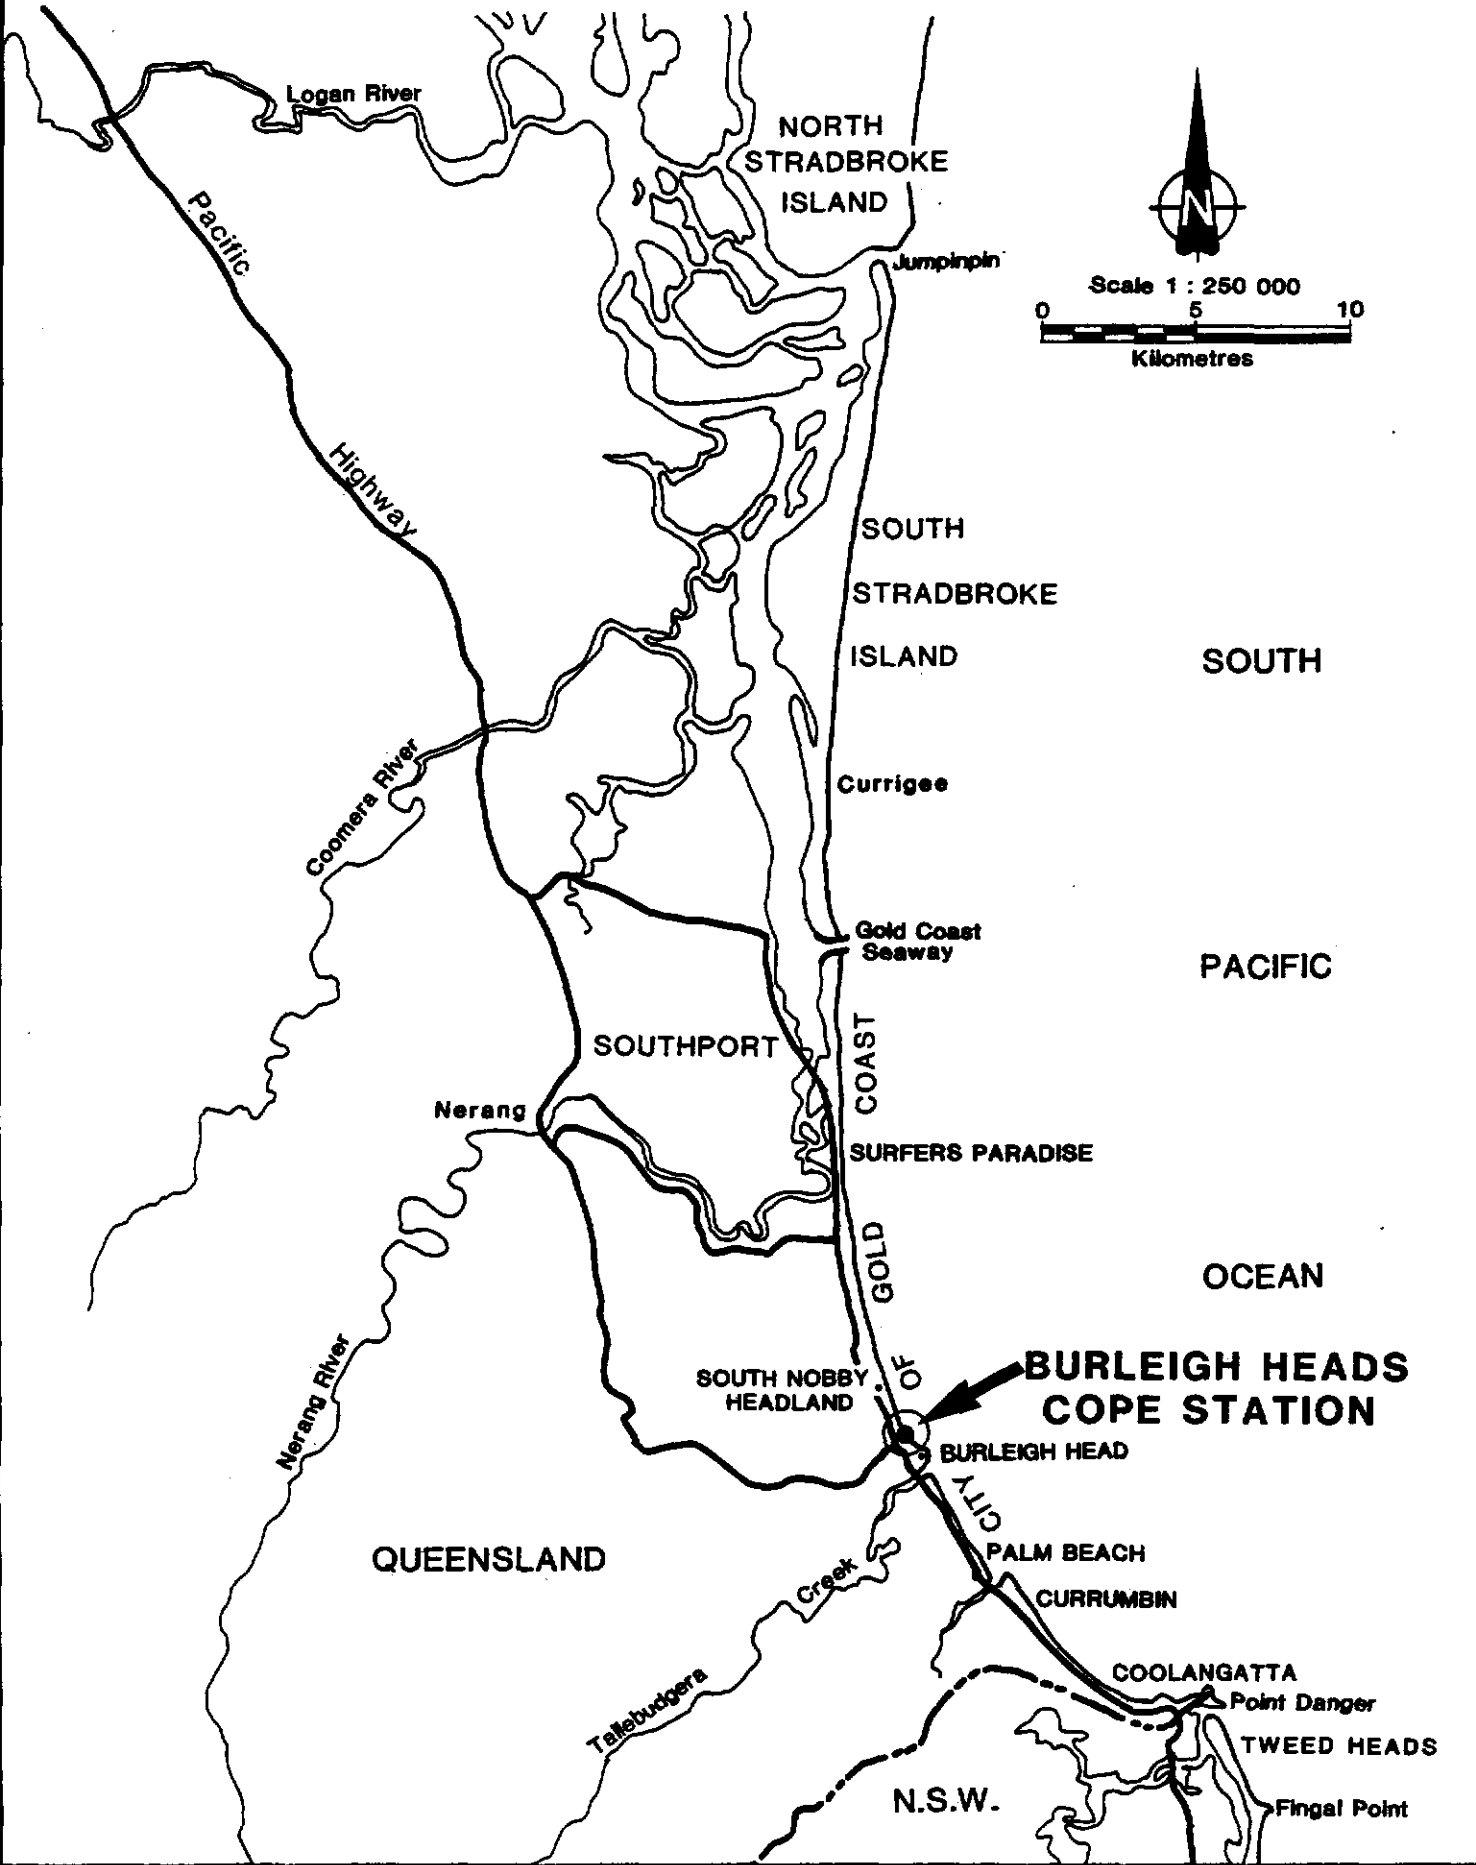 Logan River
NORTH
STRADBROKE
ISLAND
N
Jumpinpin
Scale 1 : 250 000
0 5 10
Kilometres
Pacific
Highway
SOUTH
STRADBROKE
ISLAND
SOUTH
Coomera River
Currigee
Gold Coast
Seaway
PACIFIC
SOUTHPORT
COAST
Nerang
SURFERS PARADISE
GOLD
OCEAN
Nerang River
SOUTH NOBBY
HEADLAND
OF
BURLEIGH HEADS
COPE STATION
BURLEIGH HEAD
CITY
QUEENSLAND
PALM BEACH
Creek
CURRUMBIN
Tallebudgera
COOLANGATTA
Point Danger
TWEED HEADS
N.S.W.
Fingal Point